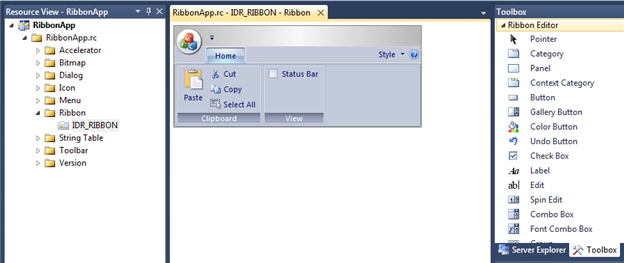 Resource View - RibbonApp
RibbonApp
RibbonApp.rc
Accelerator
Bitmap
Dialog
Icon
Menu
Ribbon
IDR_RIBBON
String Table
Toolbar
Version
RibbonApp.rc - IDR_RIBBON - Ribbon
Home
Style
Paste
Cut
Copy
Select All
Clipboard
Status Bar
View
Toolbox
Ribbon Editor
Pointer
Category
Panel
Context Category
Button
Gallery Button
Color Button
Undo Button
Check Box
Aa Label
ab Edit
Spin Edit
Combo Box
Font Combo Box
Server Explorer
Toolbox